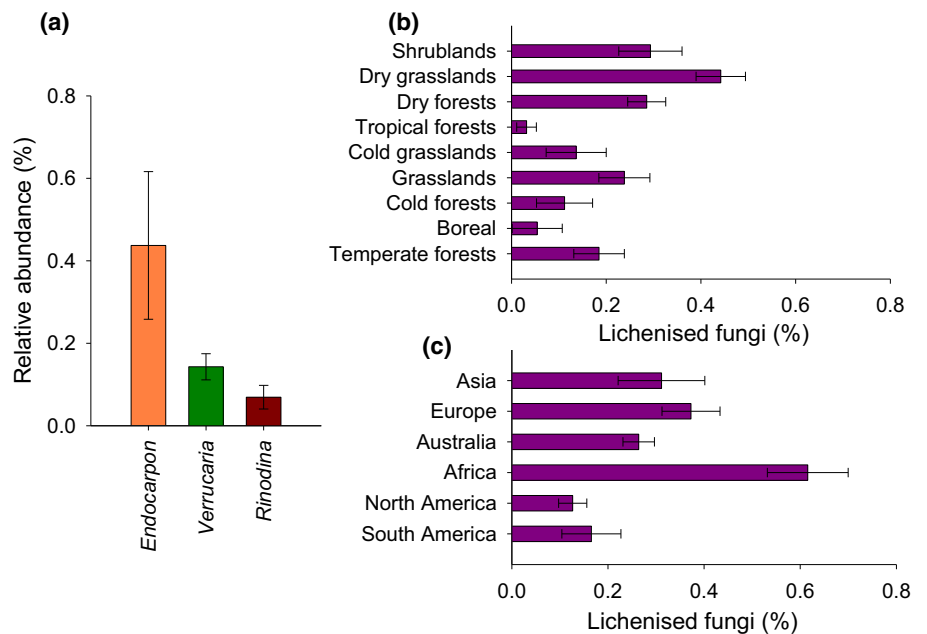 (a)
Relative abundance (%)
0.8
0.6
0.4
0.2
0.0
Endocarpon
Verrucaria
Rinodina
(b)
Shrublands
Dry grasslands
Dry forests
Tropical forests
Cold grasslands
Grasslands
Cold forests
Boreal
Temperate forests
0.0 0.2 0.4 0.6 0.8
Lichenised fungi (%)
(c)
Asia
Europe
Australia
Africa
North America
South America
0.0 0.2 0.4 0.6 0.8
Lichenised fungi (%)